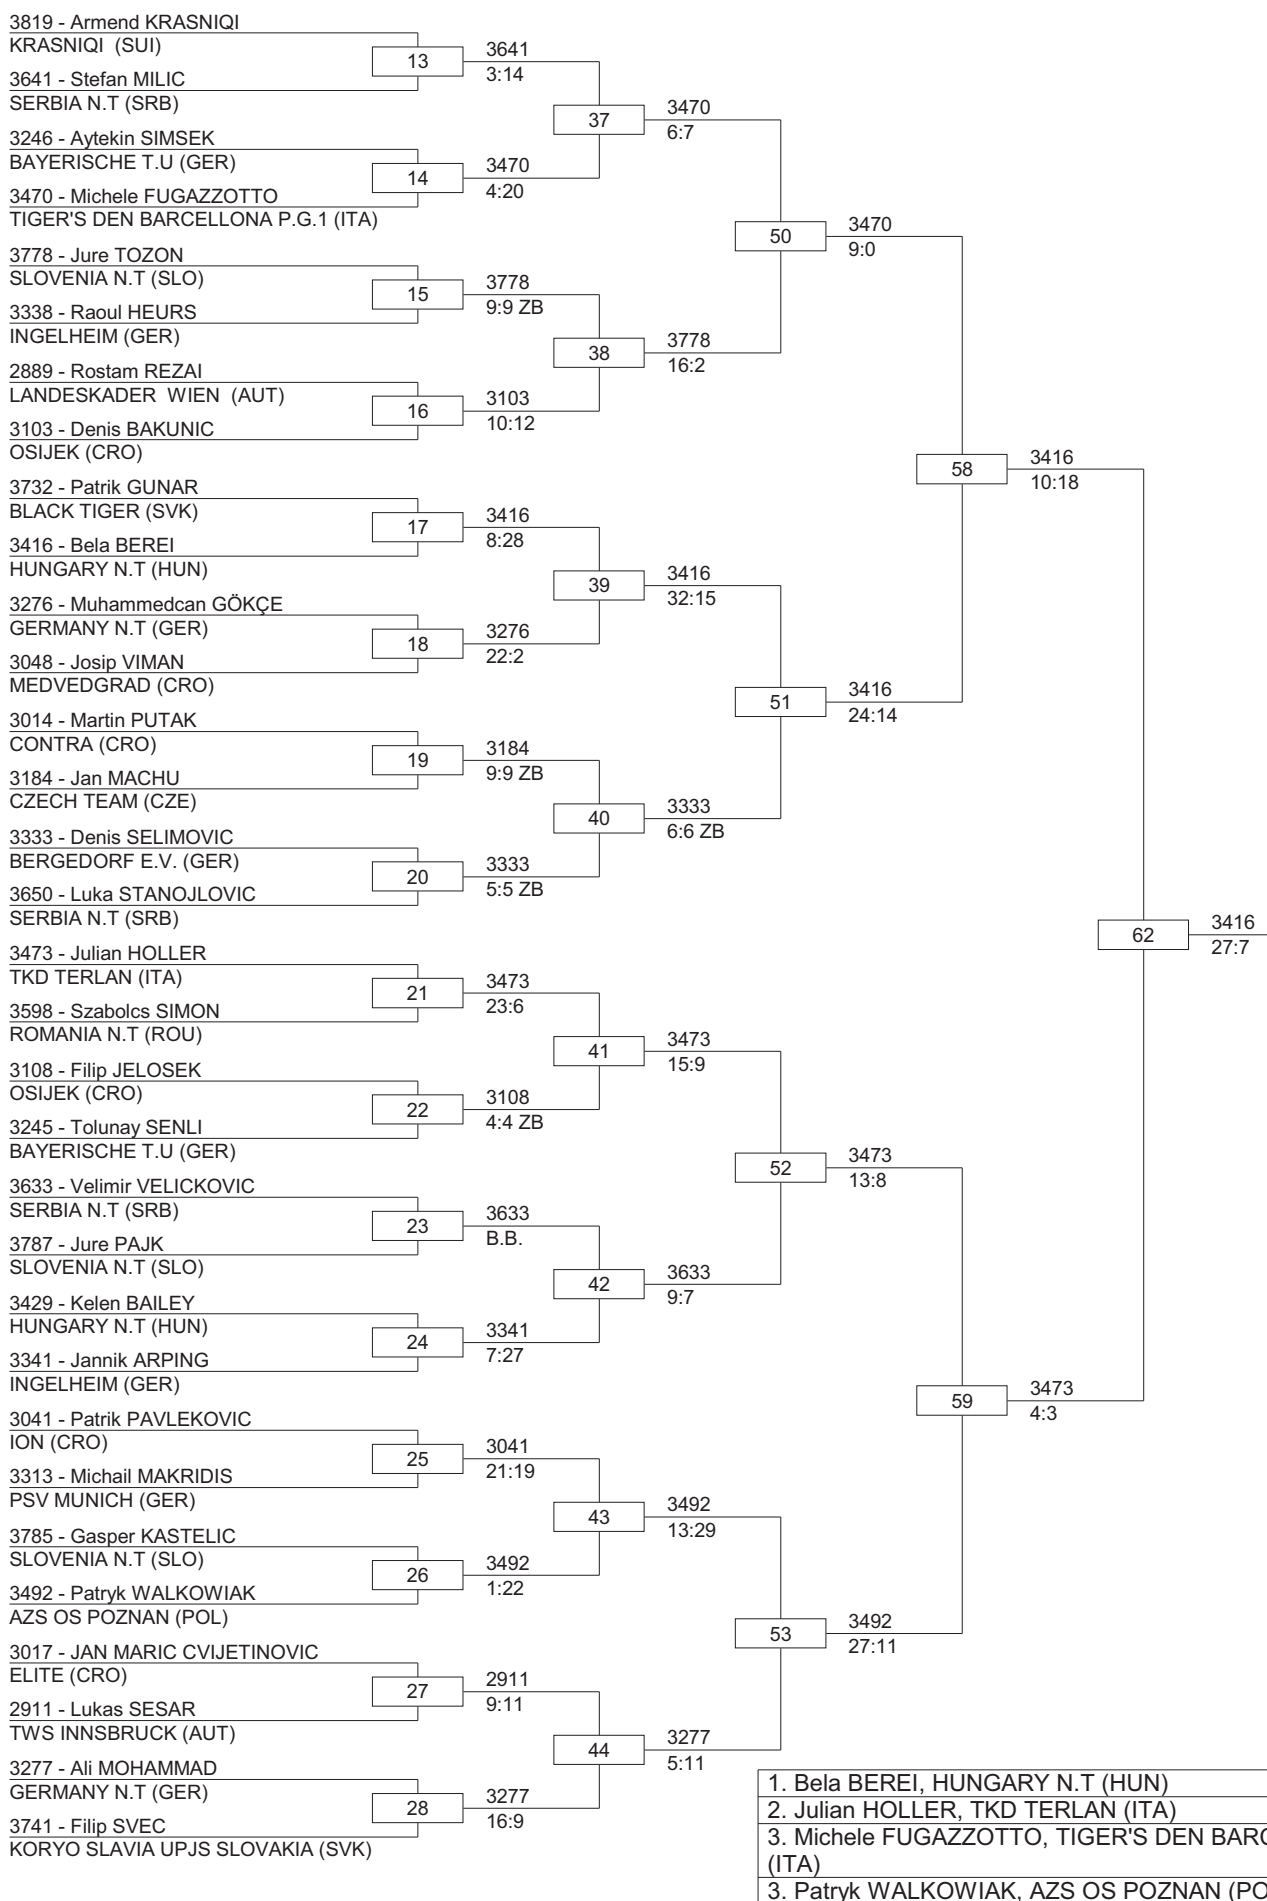 3819 - Armend KRASNIQI
KRASNIQI  (SUI)
13
3641
3:14
3641 - Stefan MILIC
SERBIA N.T (SRB)
37
3470
6:7
3246 - Aytekin SIMSEK
BAYERISCHE T.U (GER)
14
3470
4:20
3470 - Michele FUGAZZOTTO
TIGER'S DEN BARCELLONA P.G.1 (ITA)
50
3470
9:0
3778 - Jure TOZON
SLOVENIA N.T (SLO)
15
3778
9:9 ZB
3338 - Raoul HEURS
INGELHEIM (GER)
38
3778
16:2
2889 - Rostam REZAI
LANDESKADER  WIEN  (AUT)
16
3103
10:12
3103 - Denis BAKUNIC
OSIJEK (CRO)
58
3416
10:18
3732 - Patrik GUNAR
BLACK TIGER (SVK)
17
3416
8:28
3416 - Bela BEREI
HUNGARY N.T (HUN)
39
3416
32:15
3276 - Muhammedcan GÖKÇE
GERMANY N.T (GER)
18
3276
22:2
3048 - Josip VIMAN
MEDVEDGRAD (CRO)
51
3416
24:14
3014 - Martin PUTAK
CONTRA (CRO)
19
3184
9:9 ZB
3184 - Jan MACHU
CZECH TEAM (CZE)
40
3333
6:6 ZB
3333 - Denis SELIMOVIC
BERGEDORF E.V. (GER)
20
3333
5:5 ZB
3650 - Luka STANOJLOVIC
SERBIA N.T (SRB)
62
3416
27:7
3473 - Julian HOLLER
TKD TERLAN (ITA)
21
3473
23:6
3598 - Szabolcs SIMON
ROMANIA N.T (ROU)
41
3473
15:9
3108 - Filip JELOSEK
OSIJEK (CRO)
22
3108
4:4 ZB
3245 - Tolunay SENLI
BAYERISCHE T.U (GER)
52
3473
13:8
3633 - Velimir VELICKOVIC
SERBIA N.T (SRB)
23
3633
B.B.
3787 - Jure PAJK
SLOVENIA N.T (SLO)
42
3633
9:7
3429 - Kelen BAILEY
HUNGARY N.T (HUN)
24
3341
7:27
3341 - Jannik ARPING
INGELHEIM (GER)
59
3473
4:3
3041 - Patrik PAVLEKOVIC
ION (CRO)
25
3041
21:19
3313 - Michail MAKRIDIS
PSV MUNICH (GER)
43
3492
13:29
3785 - Gasper KASTELIC
SLOVENIA N.T (SLO)
26
3492
1:22
3492 - Patryk WALKOWIAK
AZS OS POZNAN (POL)
53
3492
27:11
3017 - JAN MARIC CVIJETINOVIC
ELITE (CRO)
27
2911
9:11
2911 - Lukas SESAR
TWS INNSBRUCK (AUT)
44
3277
5:11
3277 - Ali MOHAMMAD
GERMANY N.T (GER)
28
3277
16:9
3741 - Filip SVEC
KORYO SLAVIA UPJS SLOVAKIA (SVK)
1. Bela BEREI, HUNGARY N.T (HUN)
2. Julian HOLLER, TKD TERLAN (ITA)
3. Michele FUGAZZOTTO, TIGER'S DEN BARC
(ITA)
3. Patryk WALKOWIAK, AZS OS POZNAN (PO